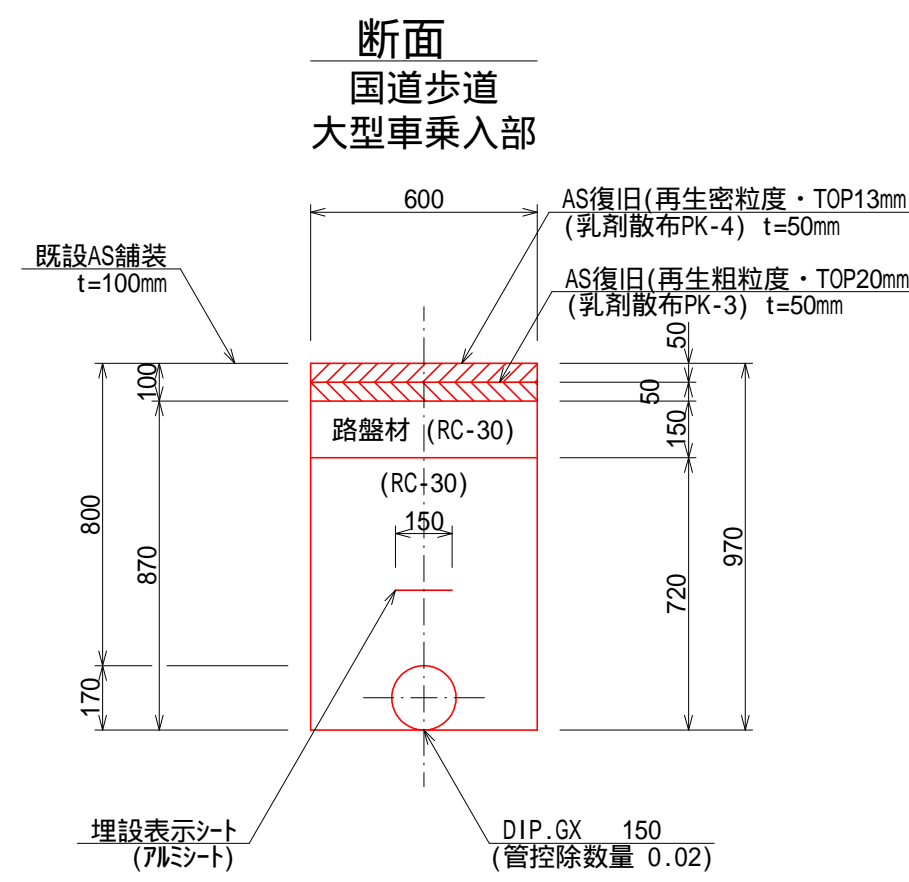 断面
国道歩道
大型車乗入部
600
AS復旧(再生密粒度・TOP13mm
(乳剤散布PK-4) t=50mm
既設AS舗装
t=100mm
AS復旧(再生粗粒度・TOP20mm
(乳剤散布PK-3) t=50mm
50
100
50
路盤材 (RC-30)
150
(RC-30)
150
800
870
970
720
170
埋設表示シート
(アルミシート)
DIP.GX 150
(管控除数量 0.02)